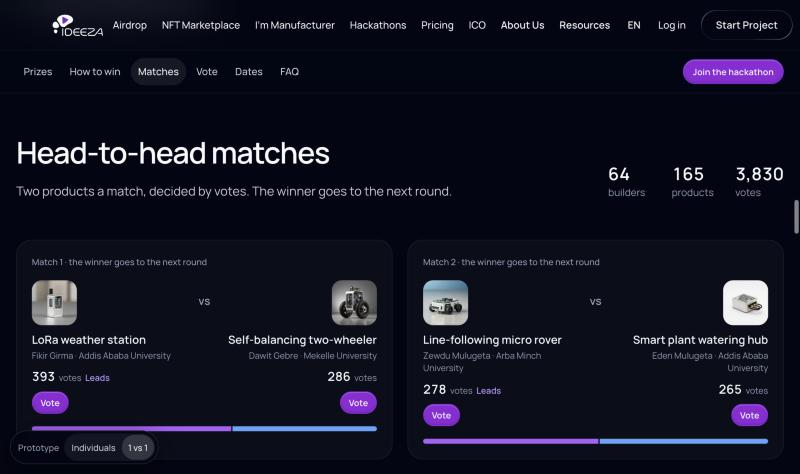 IDEEZA Airdrop NFT Marketplace I'm Manufacturer Hackathons Pricing ICO About Us Resources EN Log in Start Project
Prizes How to win Matches Vote Dates FAQ Join the hackathon
Head-to-head matches
Two products a match, decided by votes. The winner goes to the next round.
64 165 3,830
builders products votes
Match 1 · the winner goes to the next round
VS
LoRa weather station Self-balancing two-wheeler
Fikir Girma · Addis Ababa University Dawit Gebre · Mekelle University
393 votes Leads 286 votes
Vote Vote
Match 2 · the winner goes to the next round
VS
Line-following micro rover Smart plant watering hub
Zewdu Mulugeta · Arba Minch Eden Mulugeta · Addis Ababa
University University
278 votes Leads 265 votes
Vote Vote
Prototype Individuals 1 vs 1